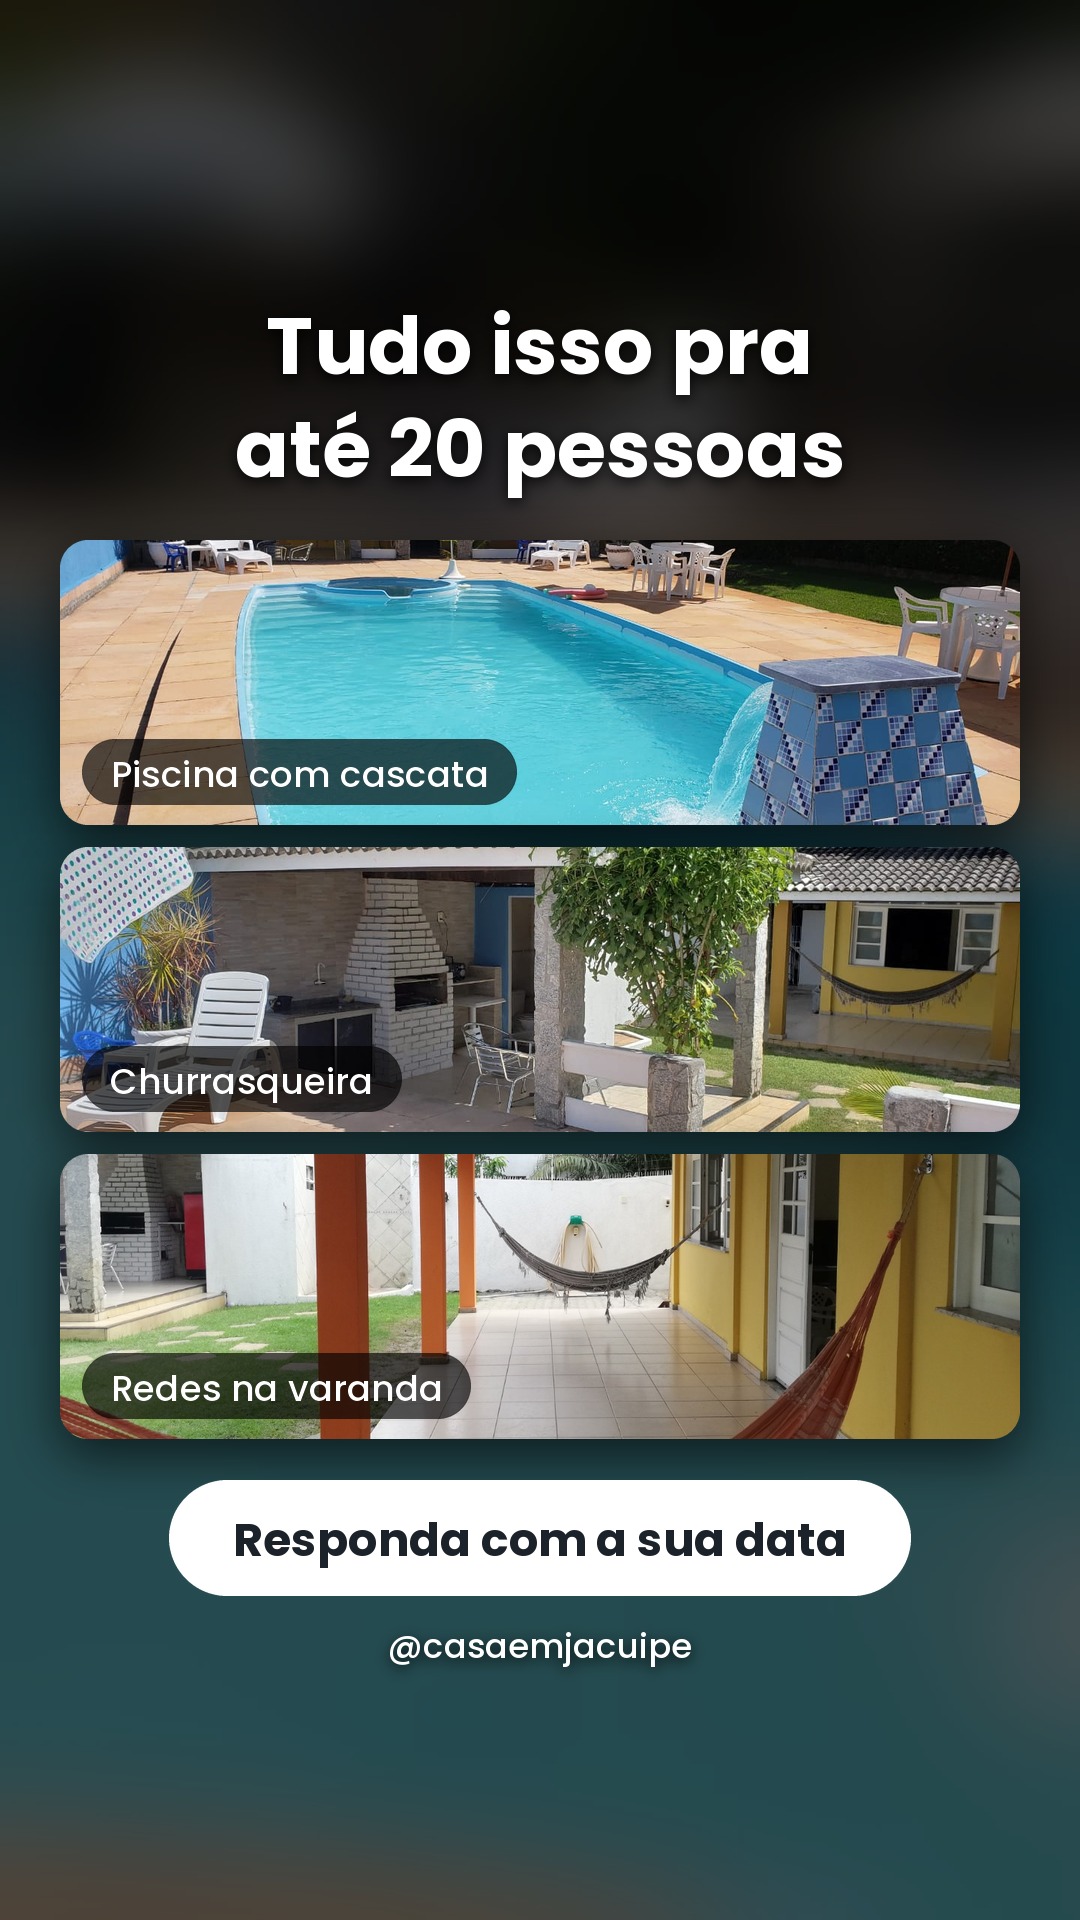 Tudo isso pra
até 20 pessoas
Piscina com cascata
Churrasqueira
Redes na varanda
Responda com a sua data
@casaemjacuipe